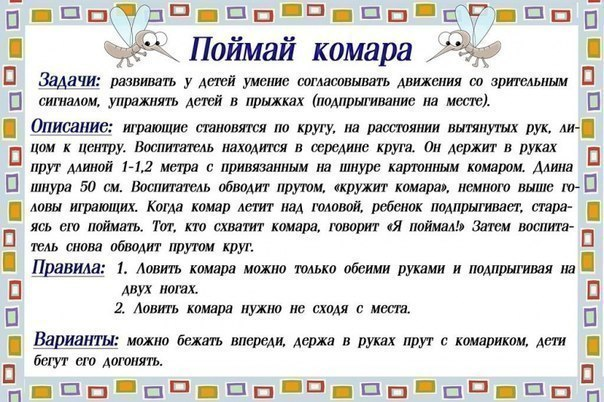 Поймай комара
Задачи: развивать у детей умение согласовывать движения со зрительным
сигналом, упражнять детей в прыжках (подпрыгивание на месте).
Описание: играющие становятся по кругу, на расстоянии вытянутых рук, ли-
цом к центру. Воспитатель находится в середине круга. Он держит в руках
прут длиной 1-1,2 метра с привязанным на шнуре картонным комаром. Длина
шнура 50 см. Воспитатель обводит прутом, «кружит комара», немного выше го-
ловы играющих. Когда комар летит над головой, ребенок подпрыгивает, стара-
ясь его поймать. Тот, кто схватит комара, говорит «Я поймал!» Затем воспита-
тель снова обводит прутом круг.
Правила: 1. Ловить комара можно только обеими руками и подпрыгивая на
двух ногах.
2. Ловить комара нужно не сходя с места.
Варианты: можно бежать впереди, держа в руках прут с комариком, дети
бегут его догонять.